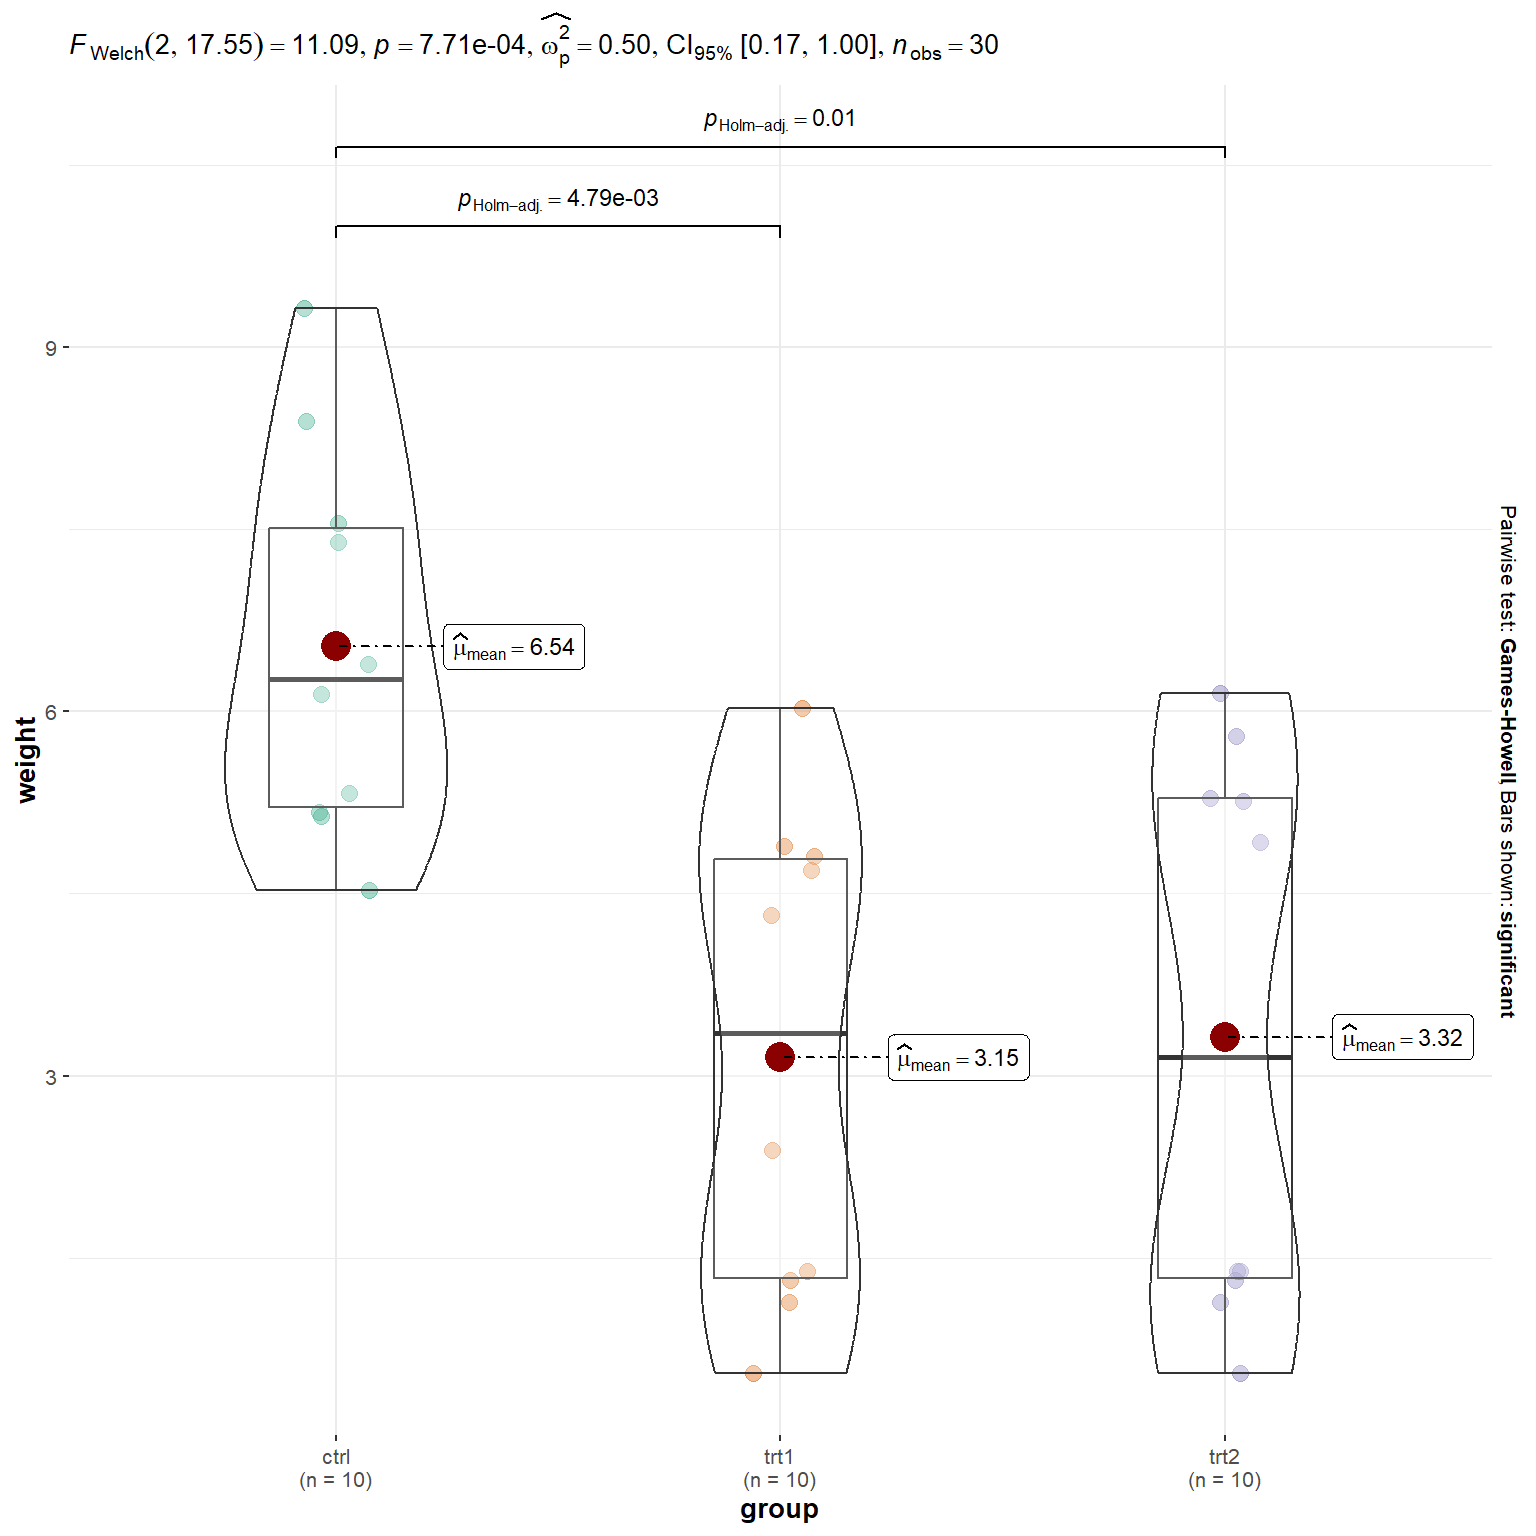 F Welch(2, 17.55) = 11.09, p = 7.71e-04, ω̂²p = 0.50, CI95% [0.17, 1.00], n obs = 30
p Holm−adj. = 0.01
p Holm−adj. = 4.79e-03
9
6
3
weight
μ̂ mean = 6.54
μ̂ mean = 3.15
μ̂ mean = 3.32
Pairwise test: Games-Howell, Bars shown: significant
ctrl
(n = 10)
trt1
(n = 10)
trt2
(n = 10)
group